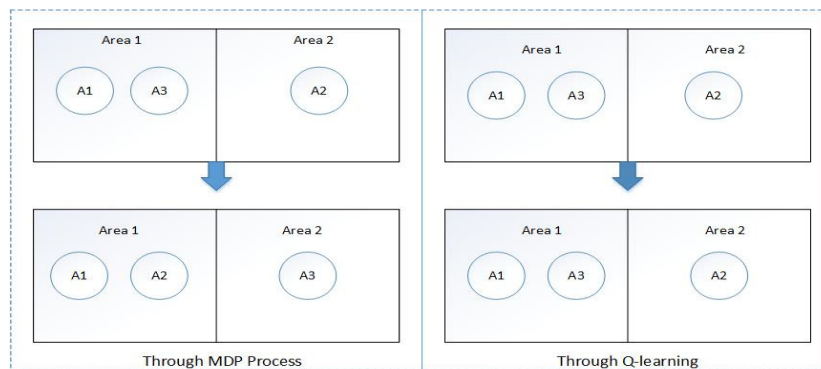 Area 1 Area 2
A1 A3 A2
Area 1 Area 2
A1 A2 A3
Through MDP Process
Area 1 Area 2
A1 A3 A2
Area 1 Area 2
A1 A3 A2
Through Q-learning